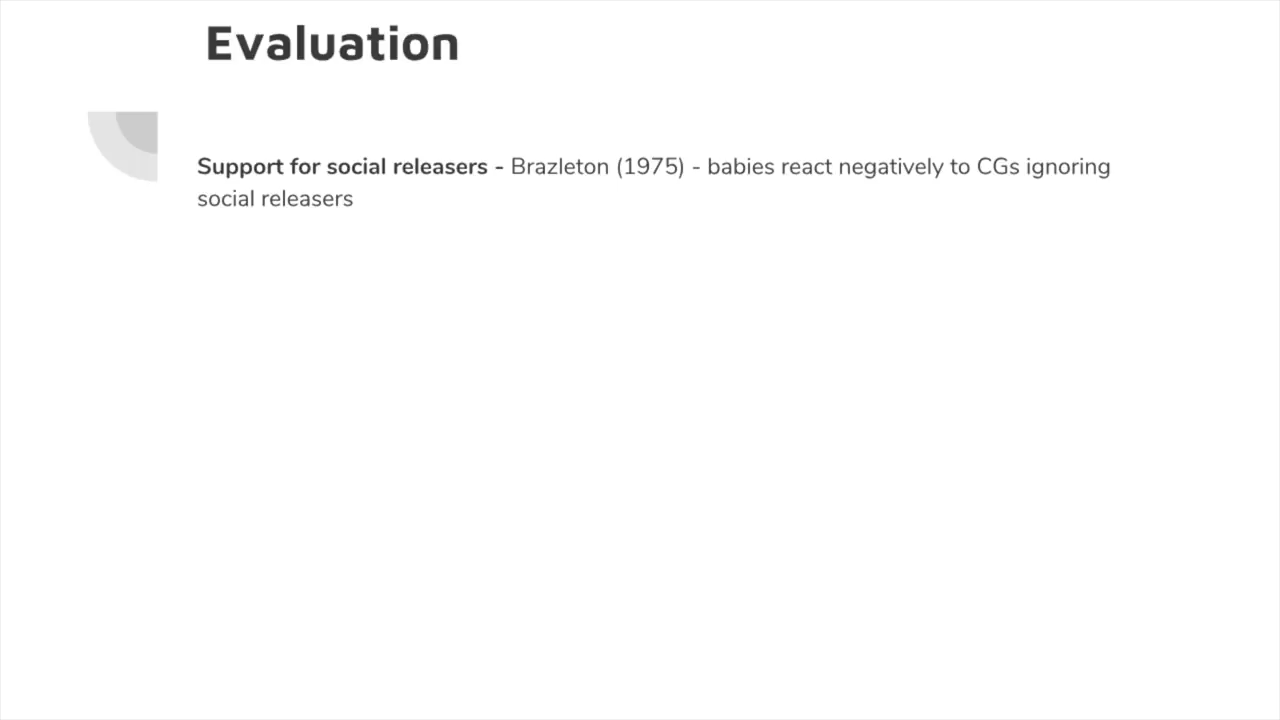 Evaluation
Support for social releasers - Brazleton (1975) - babies react negatively to CGs ignoring
social releasers